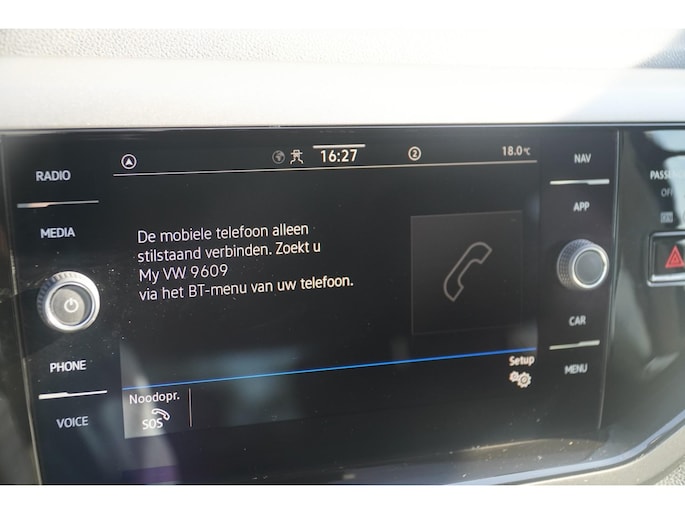 RADIO
MEDIA
PHONE
VOICE
16:27
2
18.0°C
De mobiele telefoon alleen
stilstaand verbinden. Zoekt u
My VW 9609
via het BT-menu van uw telefoon.
Setup
Noodopr.
SOS
NAV
APP
CAR
MENU